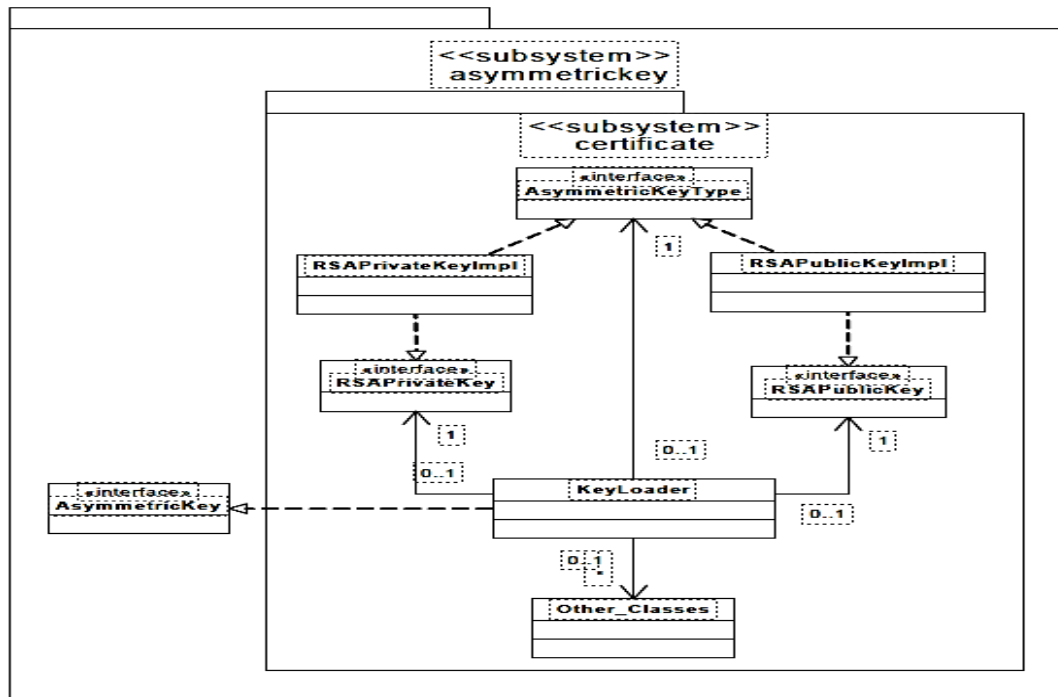 <<subsystem>>
asymmetrickey
<<subsystem>>
certificate
«interface»
AsymmetricKeyType
1
RSAPrivateKeyImpl
RSAPublicKeyImpl
«interface»
RSAPrivateKey
«interface»
RSAPublicKey
1
1
0..1
0..1
«interface»
AsymmetricKey
KeyLoader
0..1
0..1
*
Other_Classes